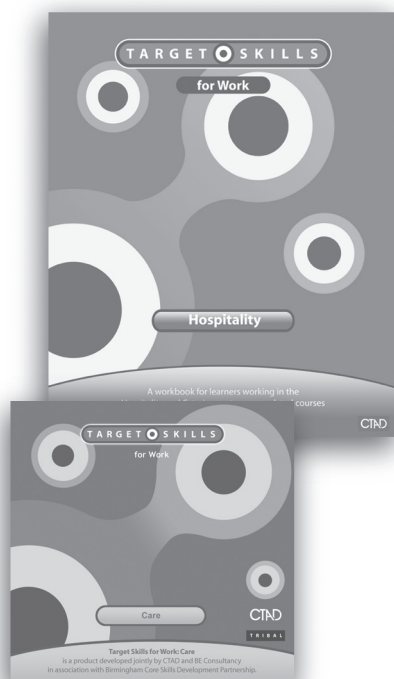 TARGET SKILLS
for Work
Hospitality
A workbook for learners working in the
courses
CTAD
TARGET SKILLS
for Work
Care
CTAD
TRIBAL
Target Skills for Work: Care
is a product developed jointly by CTAD and BE Consultancy
in association with Birmingham Core Skills Development Partnership.